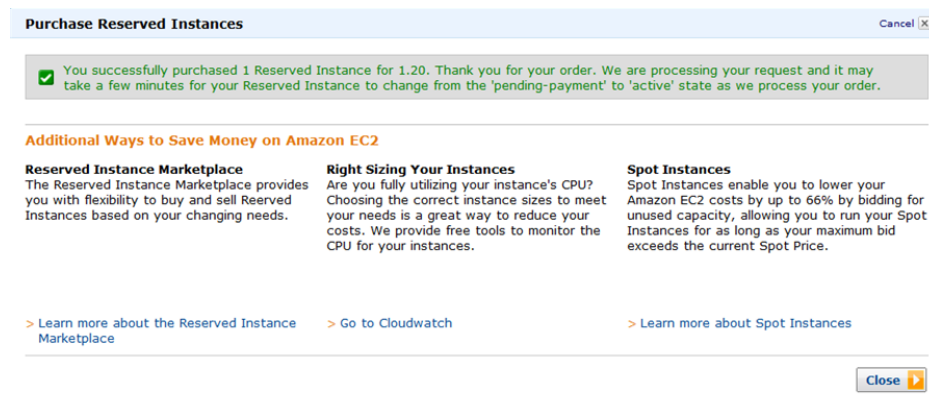 Purchase Reserved Instances
Cancel
You successfully purchased 1 Reserved Instance for 1.20. Thank you for your order. We are processing your request and it may
take a few minutes for your Reserved Instance to change from the 'pending-payment' to 'active' state as we process your order.
Additional Ways to Save Money on Amazon EC2
Reserved Instance Marketplace
The Reserved Instance Marketplace provides
you with flexibility to buy and sell Reerved
Instances based on your changing needs.
> Learn more about the Reserved Instance
Marketplace
Right Sizing Your Instances
Are you fully utilizing your instance's CPU?
Choosing the correct instance sizes to meet
your needs is a great way to reduce your
costs. We provide free tools to monitor the
CPU for your instances.
> Go to Cloudwatch
Spot Instances
Spot Instances enable you to lower your
Amazon EC2 costs by up to 66% by bidding for
unused capacity, allowing you to run your Spot
Instances for as long as your maximum bid
exceeds the current Spot Price.
> Learn more about Spot Instances
Close